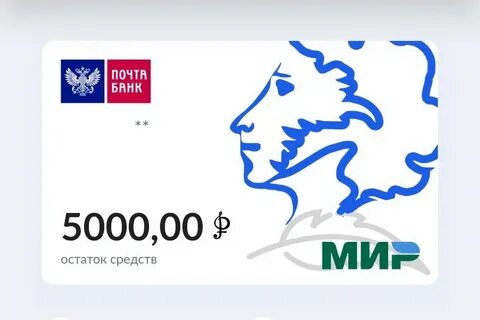 ПОЧТА
БАНК
**
5000,00 ₽
остаток средств
МИР